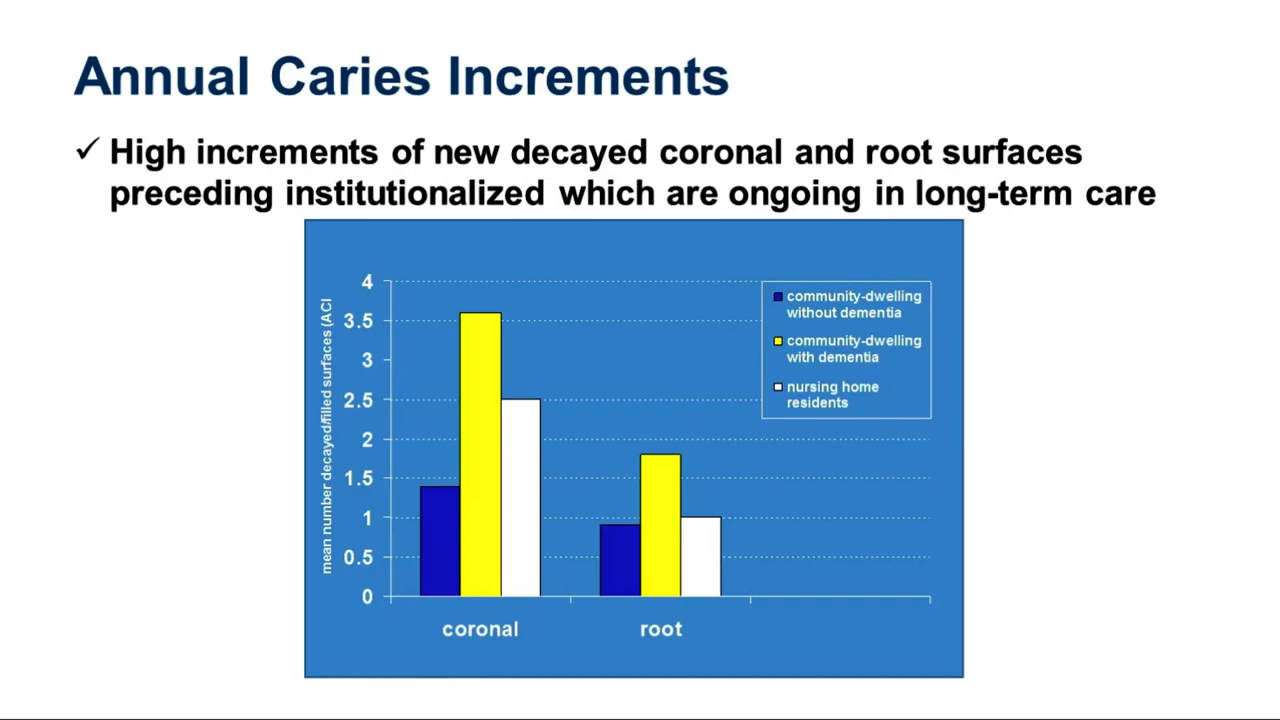 Annual Caries Increments
✓ High increments of new decayed coronal and root surfaces
preceding institutionalized which are ongoing in long-term care
mean number decayed/filled surfaces (ACI
4
3.5
3
2.5
2
1.5
1
0.5
0
coronal
root
community-dwelling
without dementia
community-dwelling
with dementia
nursing home
residents